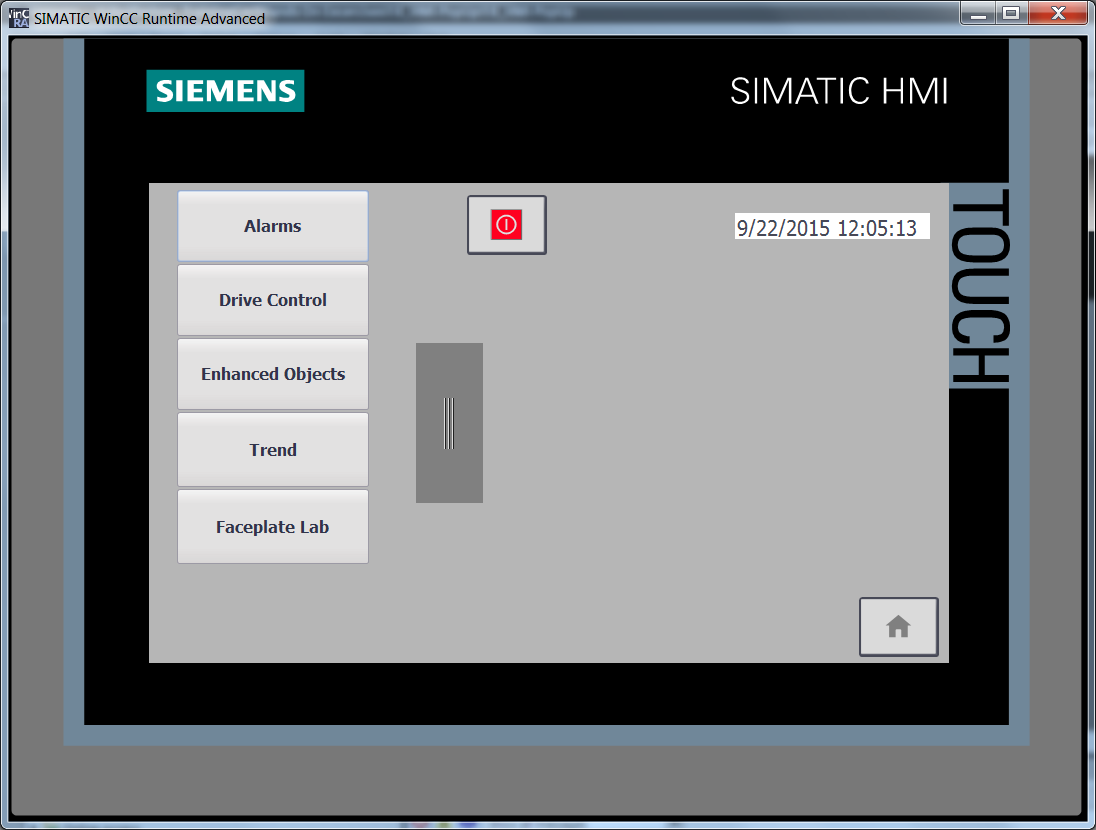 SIMATIC WinCC Runtime Advanced
SIEMENS
SIMATIC HMI
TOUCH
Alarms
9/22/2015 12:05:13
Drive Control
Enhanced Objects
Trend
Faceplate Lab